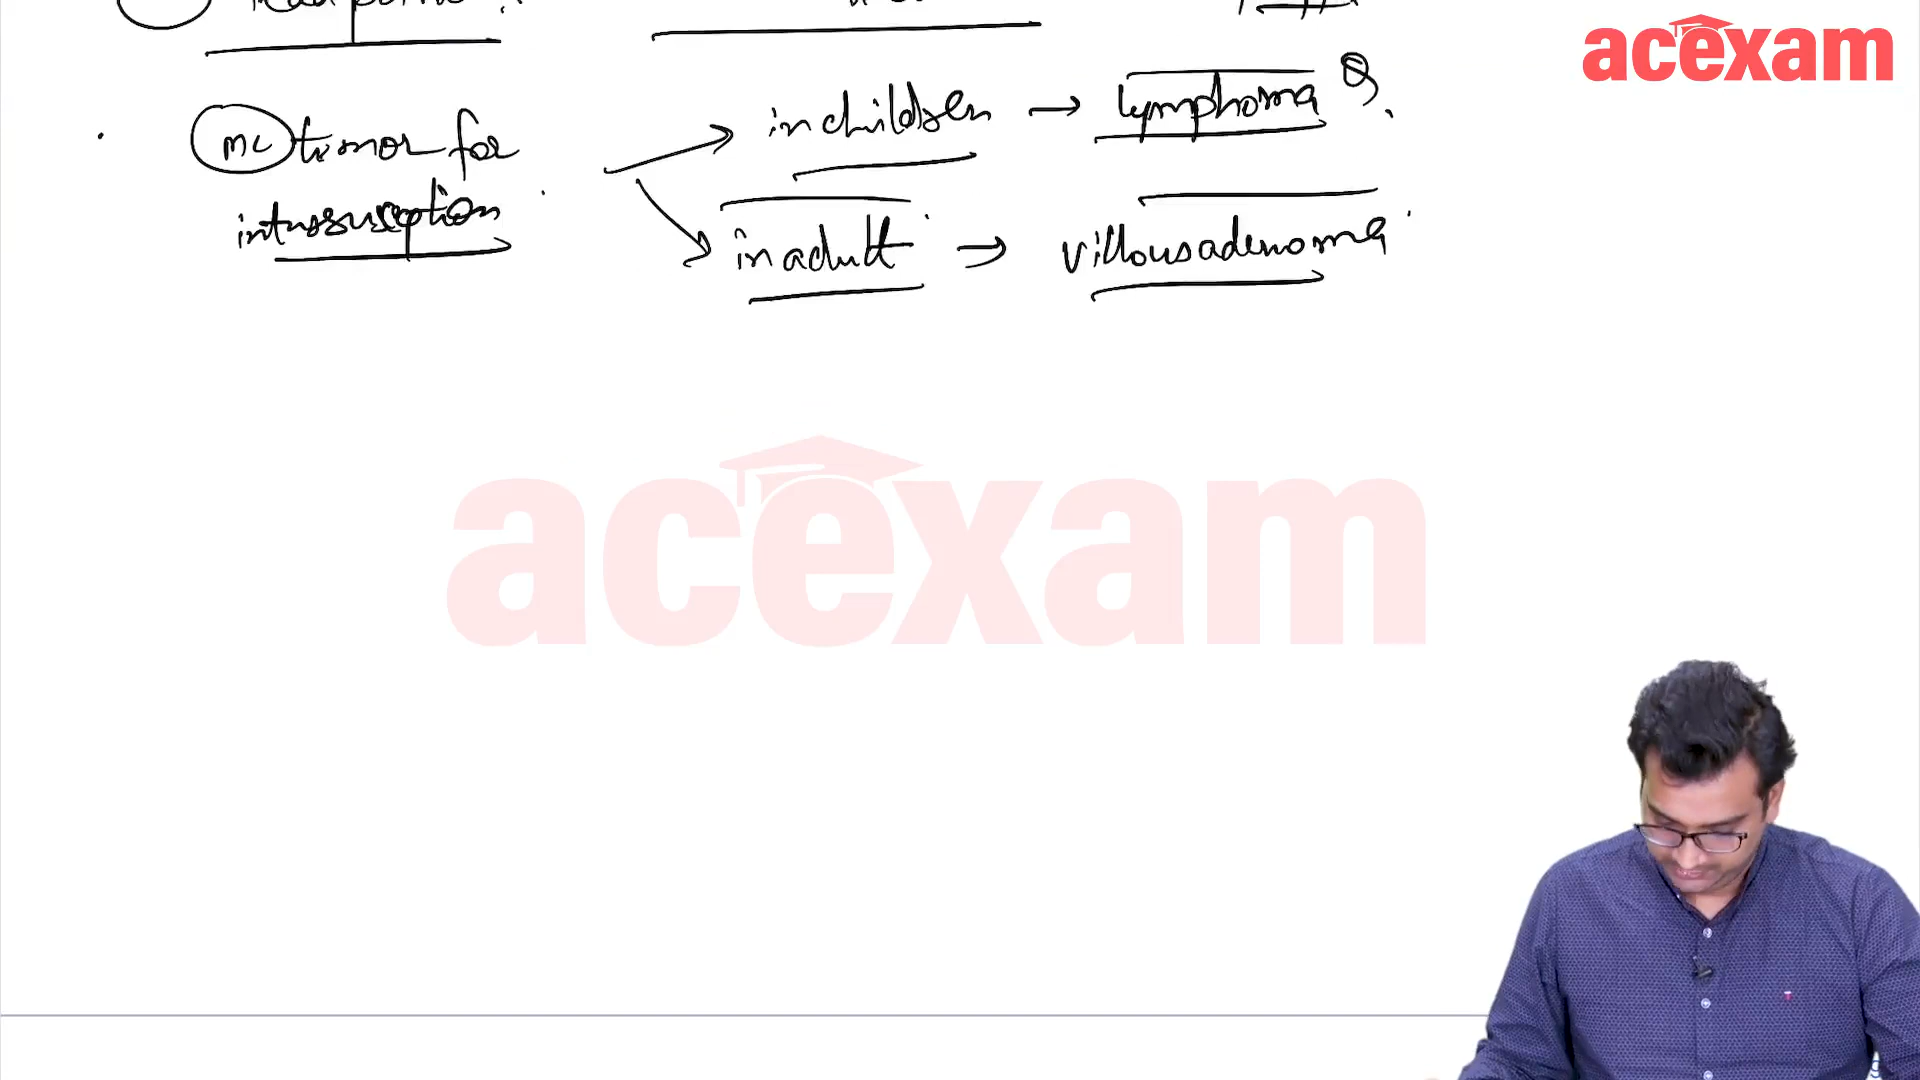 acexam
MC tumor for
intussusception
in children → lymphoma Q.
in adult → villous adenoma
acexam